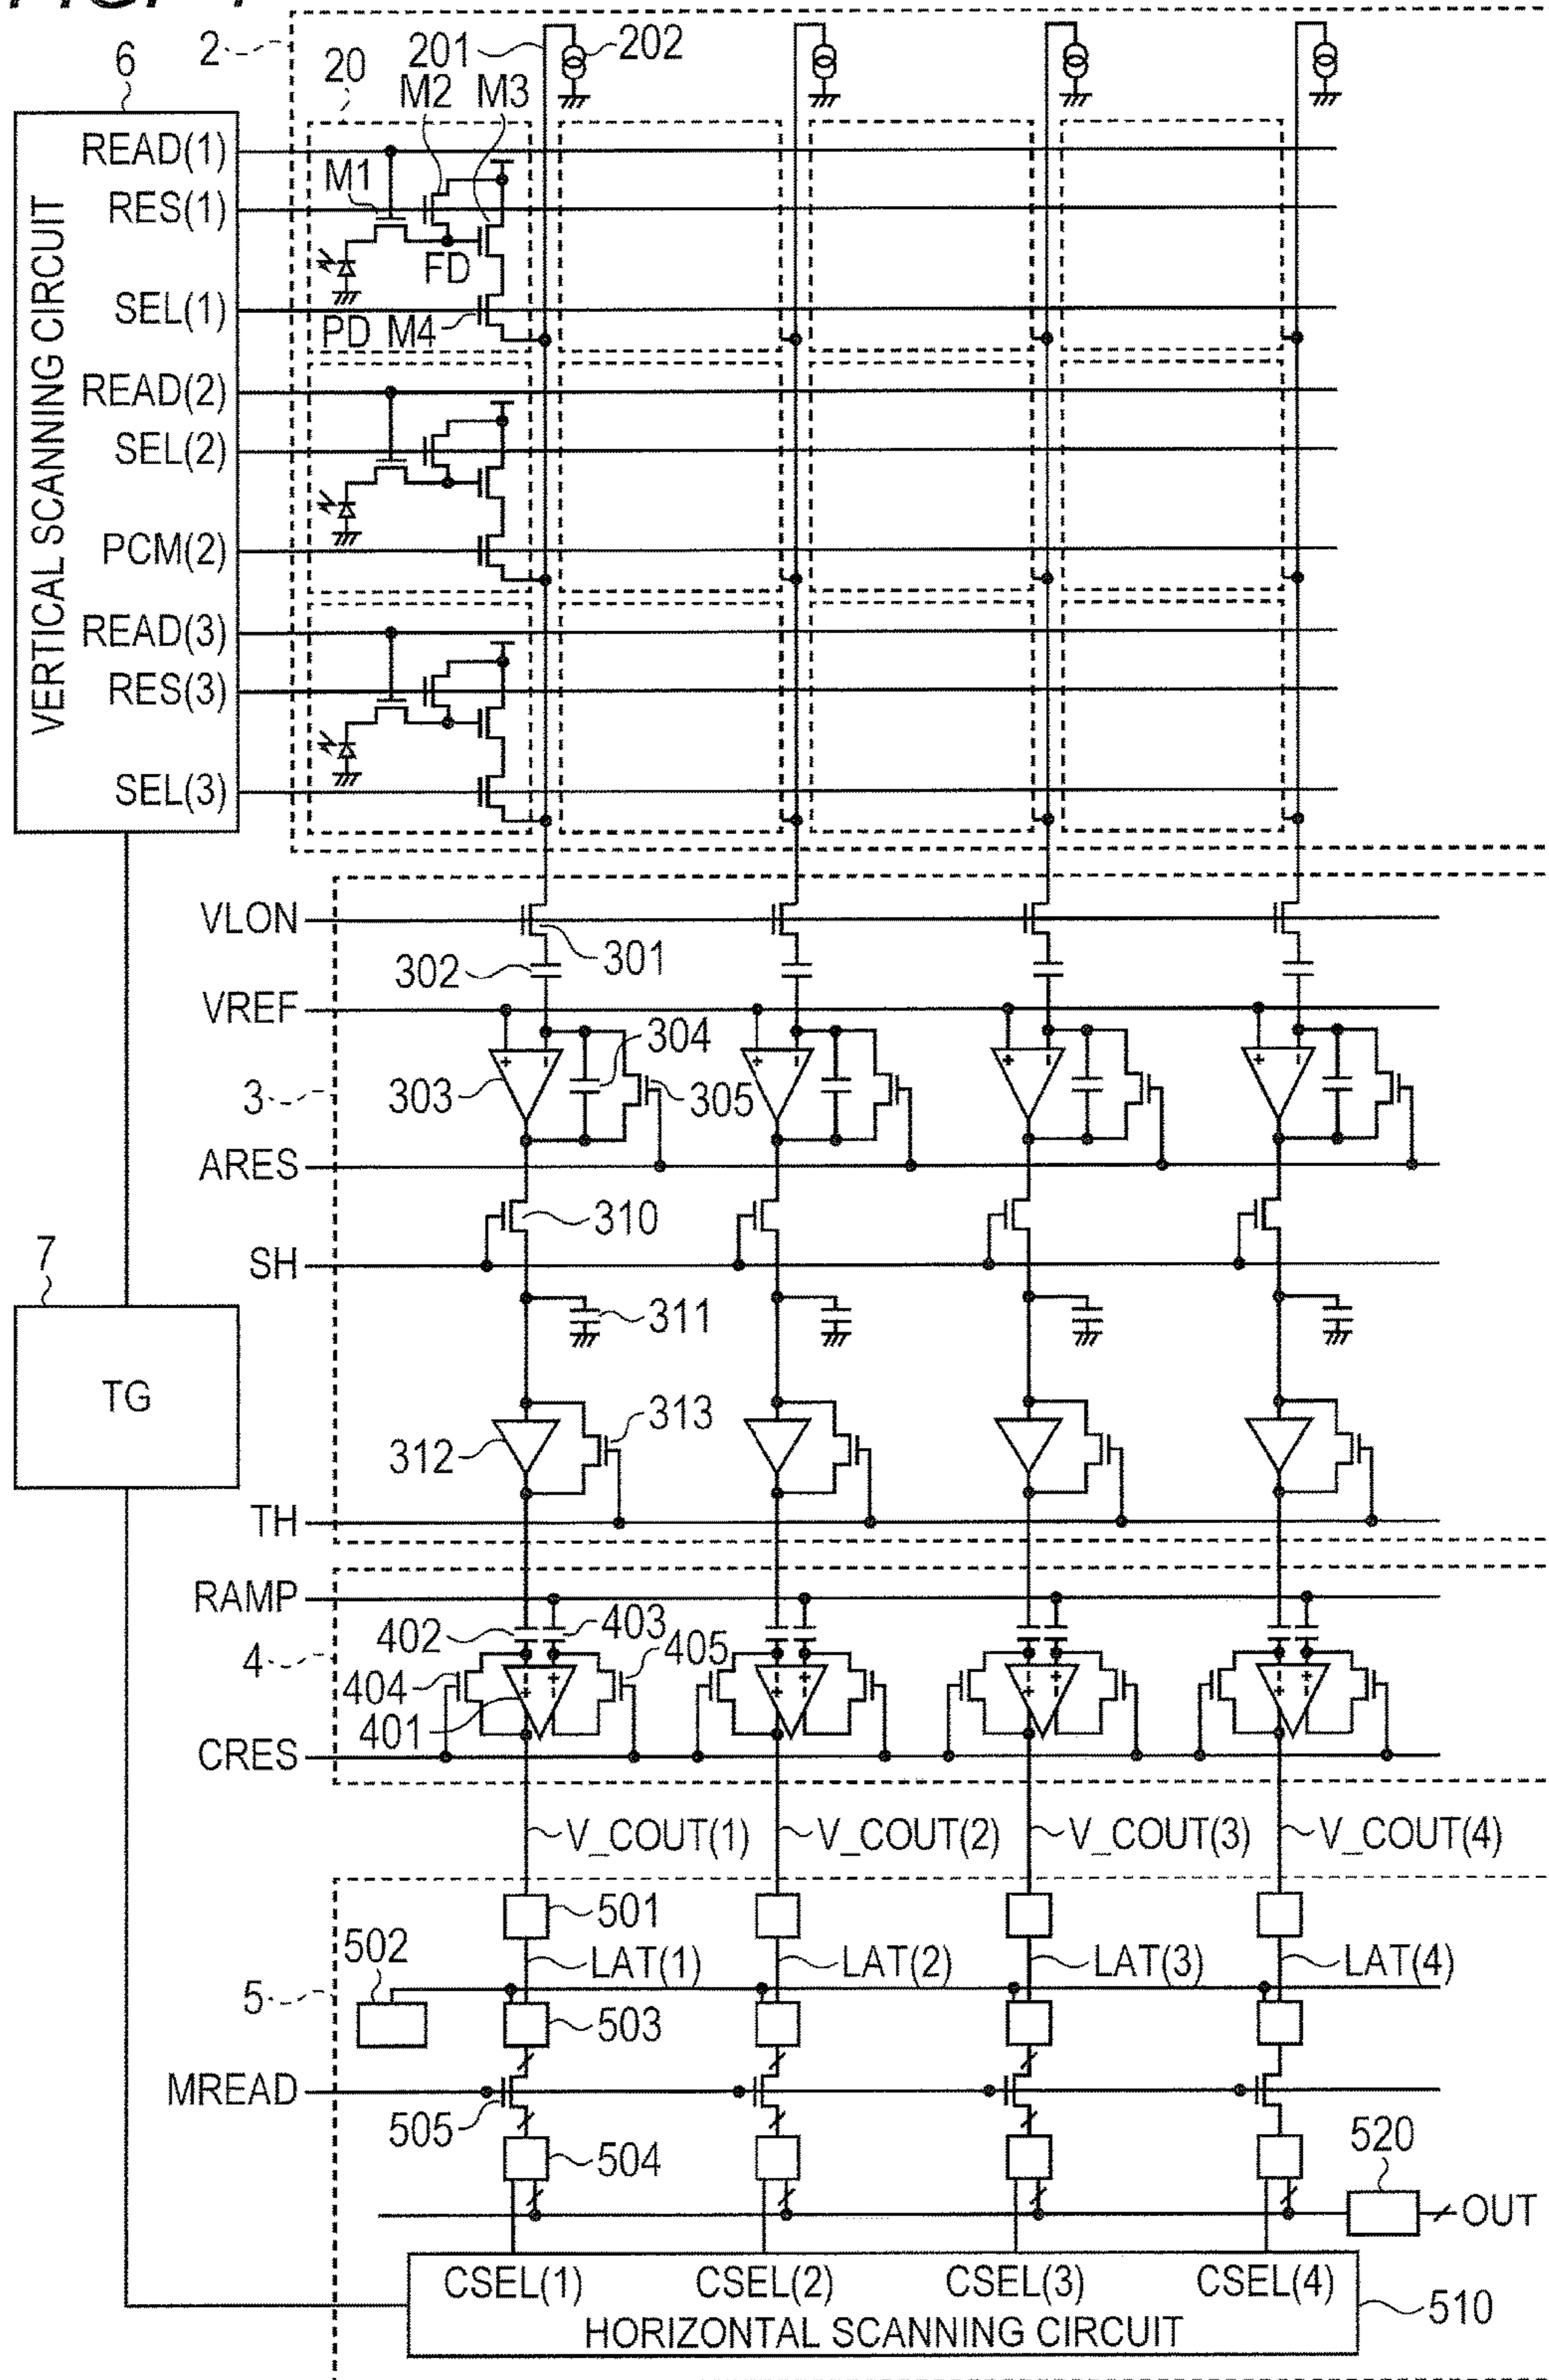 201
202
2
20
6
M2 M3
READ(1)
M1
RES(1)
FD
SEL(1)
PD M4
VERTICAL SCANNING CIRCUIT
READ(2)
SEL(2)
PCM(2)
READ(3)
RES(3)
SEL(3)
VLON
301
302
VREF
304
3
303
305
ARES
310
7
SH
311
TG
313
312
TH
RAMP
402
403
4
404
405
401
CRES
V_COUT(1) V_COUT(2) V_COUT(3) V_COUT(4)
501
502
LAT(1) LAT(2) LAT(3) LAT(4)
5
503
MREAD
505
504
520
OUT
CSEL(1) CSEL(2) CSEL(3) CSEL(4)
510
HORIZONTAL SCANNING CIRCUIT